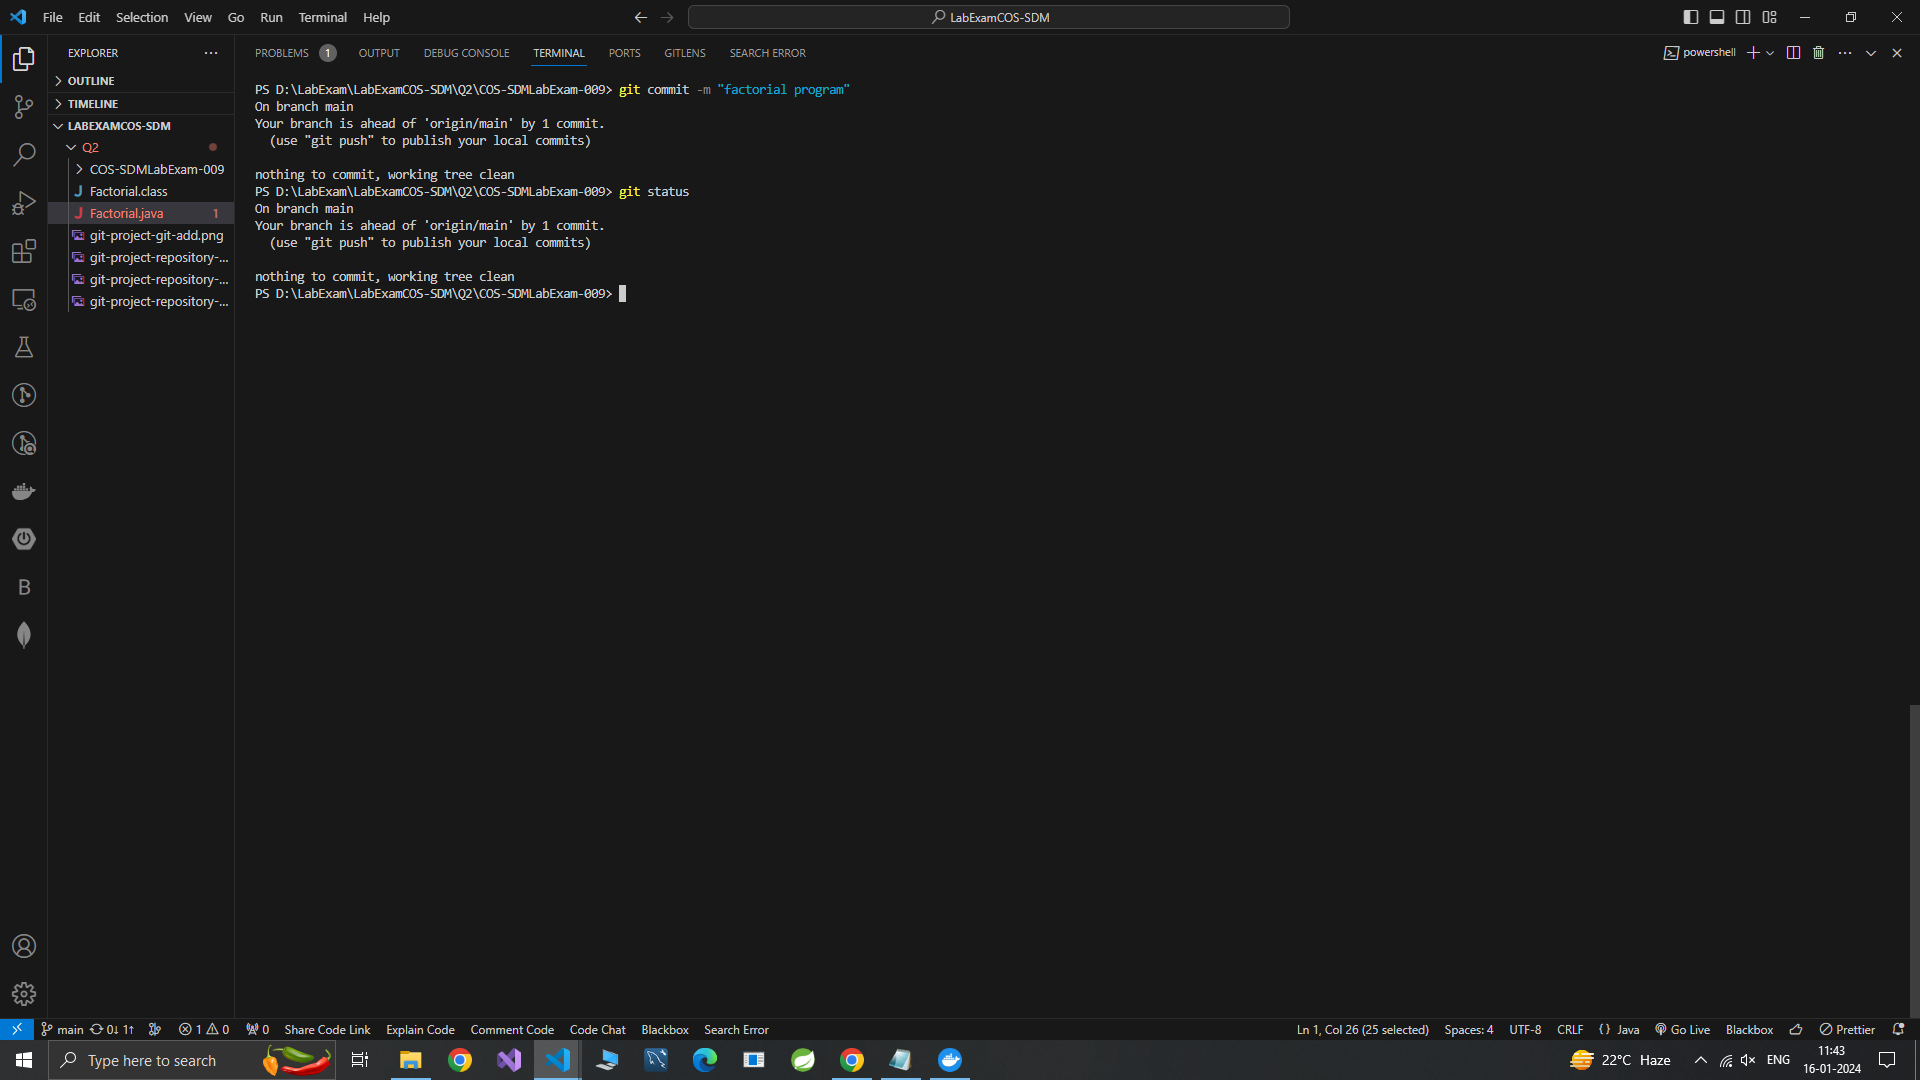 File Edit Selection View Go Run Terminal Help
LabExamCOS-SDM
EXPLORER
OUTLINE
TIMELINE
LABEXAMCOS-SDM
Q2
COS-SDMLabExam-009
Factorial.class
Factorial.java 1
git-project-git-add.png
git-project-repository-...
git-project-repository-...
git-project-repository-...
PROBLEMS 1 OUTPUT DEBUG CONSOLE TERMINAL PORTS GITLENS SEARCH ERROR
powershell
PS D:\LabExam\LabExamCOS-SDM\Q2\COS-SDMLabExam-009> git commit -m "factorial program"
On branch main
Your branch is ahead of 'origin/main' by 1 commit.
(use "git push" to publish your local commits)
nothing to commit, working tree clean
PS D:\LabExam\LabExamCOS-SDM\Q2\COS-SDMLabExam-009> git status
On branch main
Your branch is ahead of 'origin/main' by 1 commit.
(use "git push" to publish your local commits)
nothing to commit, working tree clean
PS D:\LabExam\LabExamCOS-SDM\Q2\COS-SDMLabExam-009>
B
main 0↓ 1↑ 1 0 0 Share Code Link Explain Code Comment Code Code Chat Blackbox Search Error
Ln 1, Col 26 (25 selected) Spaces: 4 UTF-8 CRLF {} Java Go Live Blackbox Prettier
Type here to search
22°C Haze ENG
11:43
16-01-2024